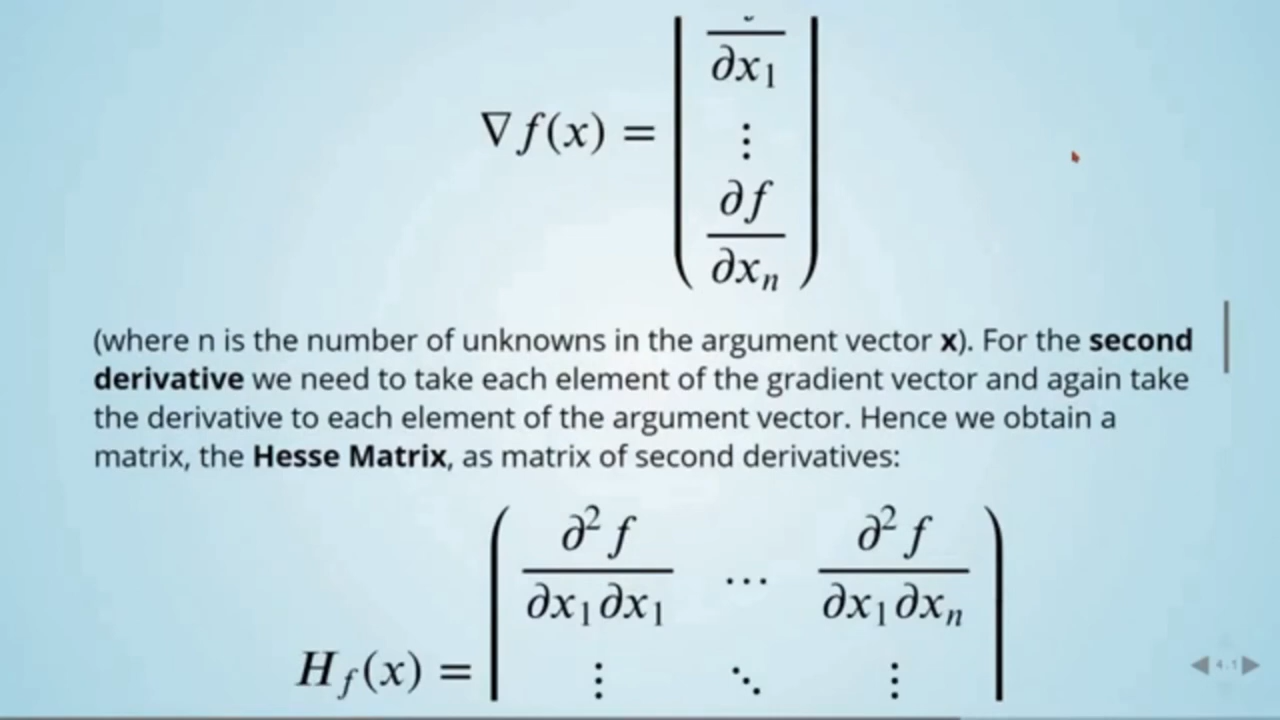 ∂x₁
∇f(x) =
⋮
∂f
∂xₙ
(where n is the number of unknowns in the argument vector x). For the second
derivative we need to take each element of the gradient vector and again take
the derivative to each element of the argument vector. Hence we obtain a
matrix, the Hesse Matrix, as matrix of second derivatives:
∂²f ∂²f
⋯
∂x₁∂x₁ ∂x₁∂xₙ
H_f(x) = ⋮ ⋱ ⋮
4.1